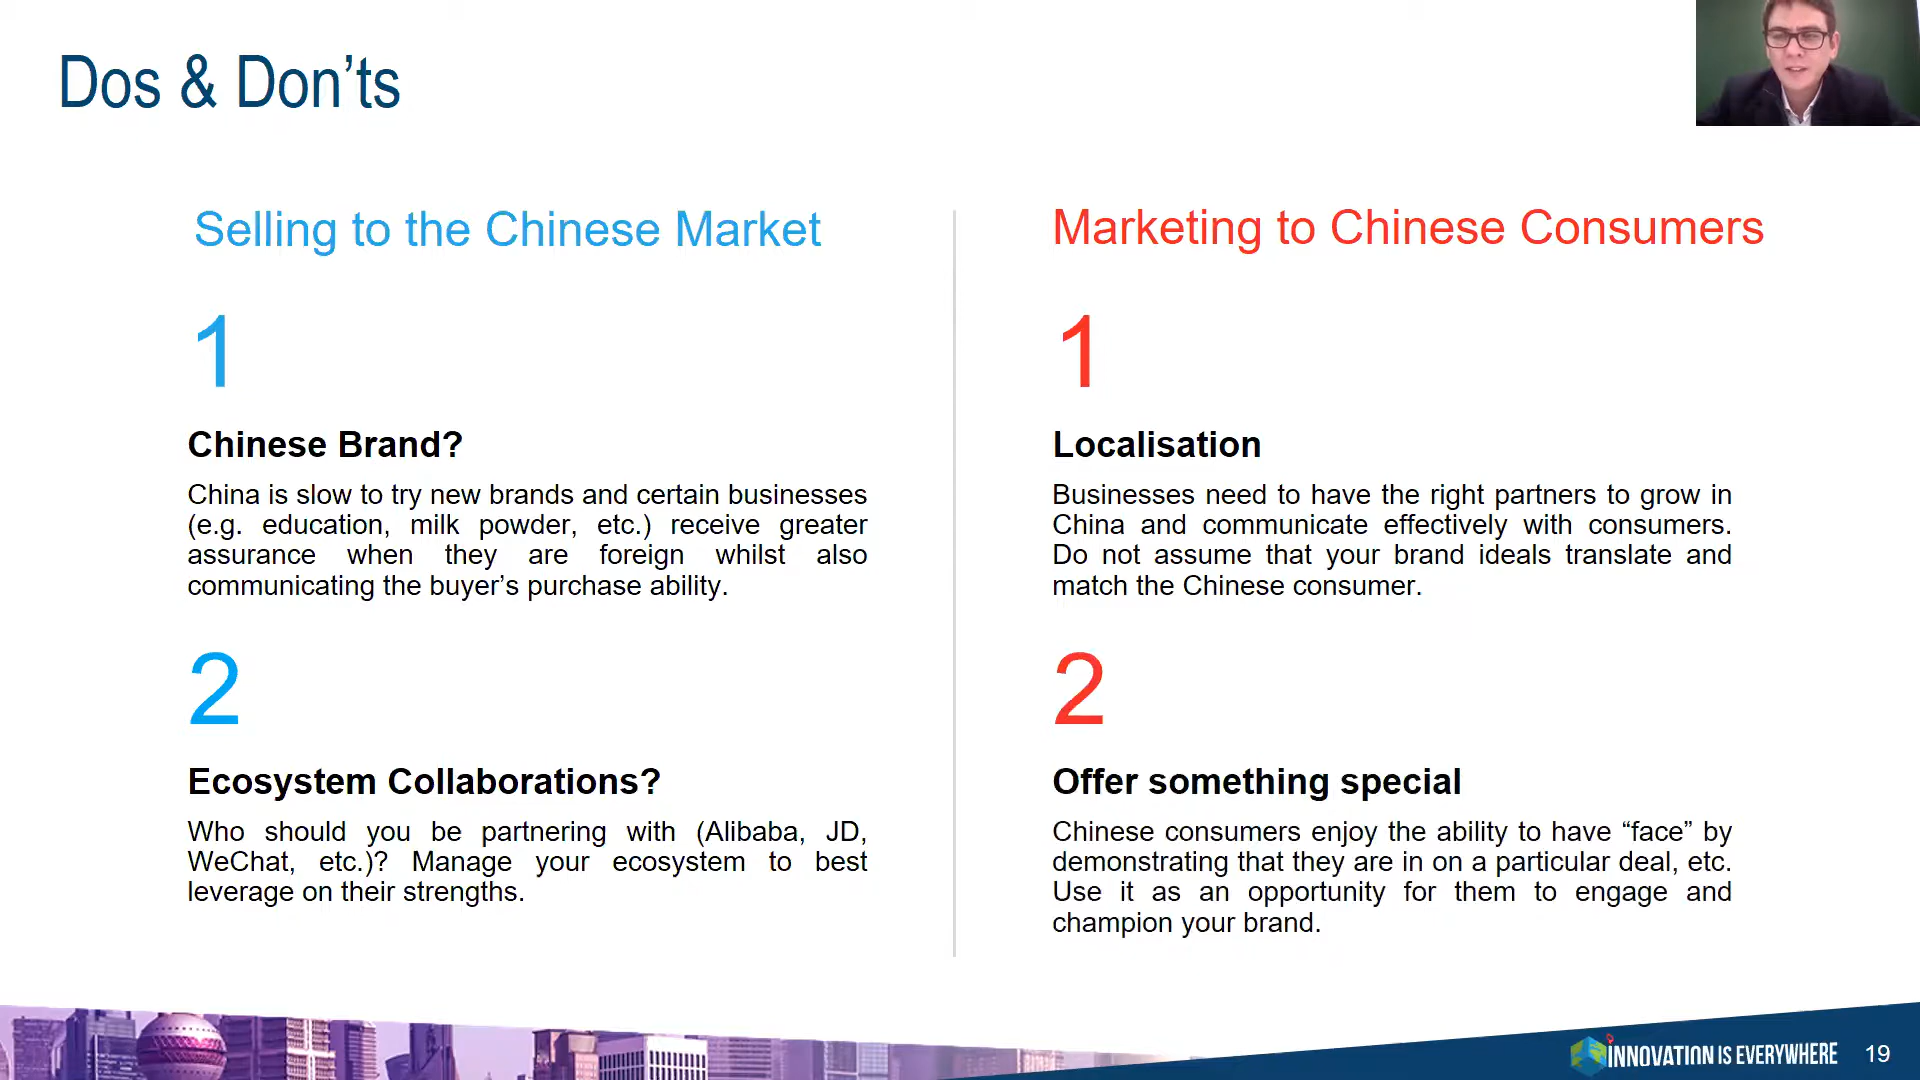 Dos & Don’ts
Selling to the Chinese Market
1
Chinese Brand?
China is slow to try new brands and certain businesses
(e.g. education, milk powder, etc.) receive greater
assurance when they are foreign whilst also
communicating the buyer’s purchase ability.
2
Ecosystem Collaborations?
Who should you be partnering with (Alibaba, JD,
WeChat, etc.)? Manage your ecosystem to best
leverage on their strengths.
Marketing to Chinese Consumers
1
Localisation
Businesses need to have the right partners to grow in
China and communicate effectively with consumers.
Do not assume that your brand ideals translate and
match the Chinese consumer.
2
Offer something special
Chinese consumers enjoy the ability to have “face” by
demonstrating that they are in on a particular deal, etc.
Use it as an opportunity for them to engage and
champion your brand.
INNOVATION IS EVERYWHERE
19